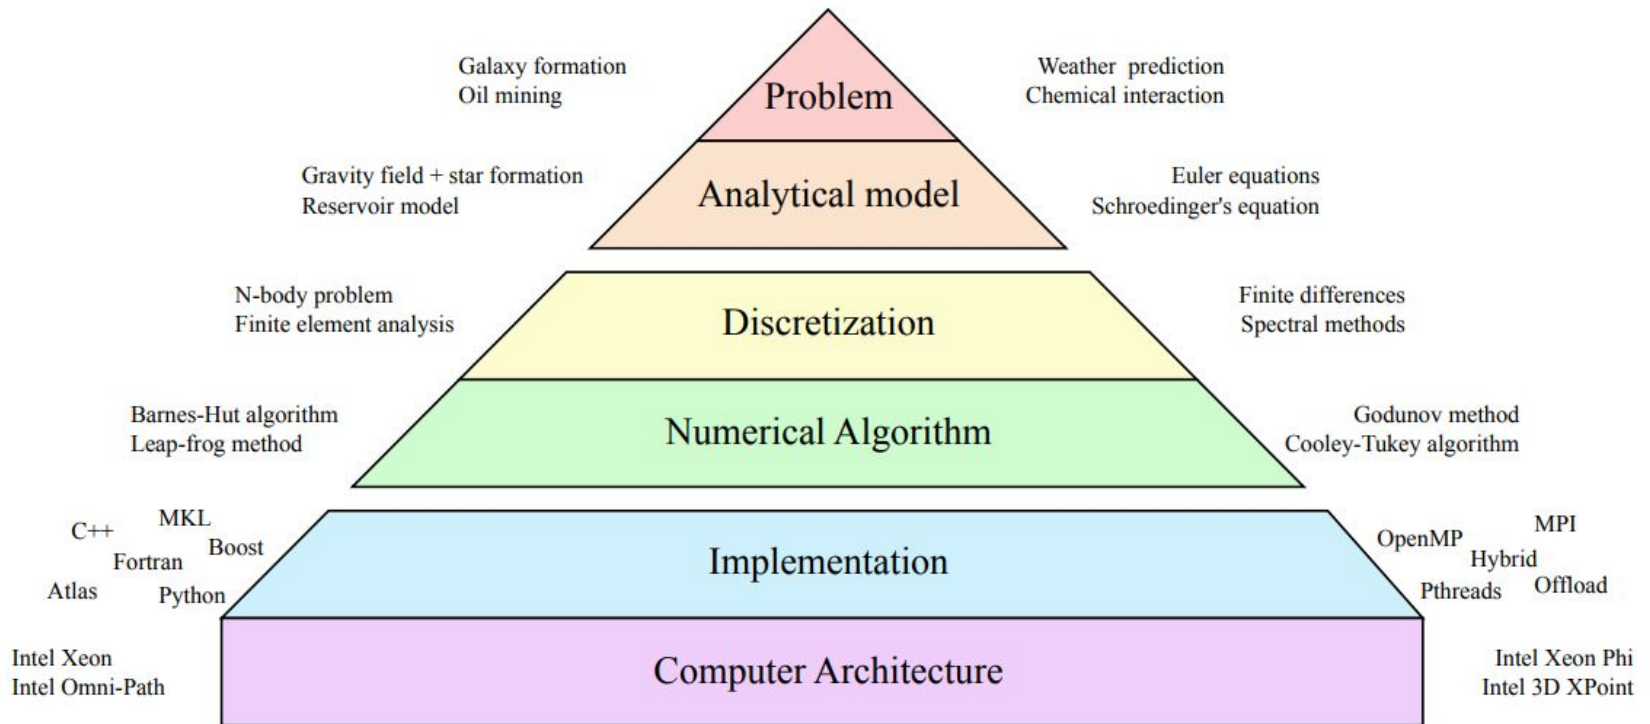 Galaxy formation
Oil mining
Problem
Weather prediction
Chemical interaction
Gravity field + star formation
Reservoir model
Analytical model
Euler equations
Schroedinger's equation
N-body problem
Finite element analysis
Discretization
Finite differences
Spectral methods
Barnes-Hut algorithm
Leap-frog method
Numerical Algorithm
Godunov method
Cooley-Tukey algorithm
C++
MKL
Fortran
Boost
Atlas
Python
Implementation
OpenMP
MPI
Hybrid
Pthreads
Offload
Intel Xeon
Intel Omni-Path
Computer Architecture
Intel Xeon Phi
Intel 3D XPoint